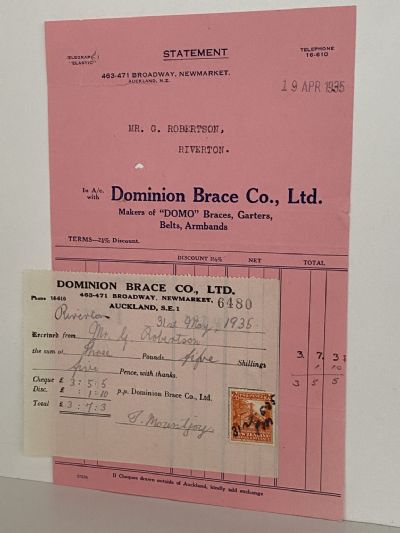 TELEGRAPH
"ELASTIC"
STATEMENT
TELEPHONE
16-610
463-471 BROADWAY, NEWMARKET.
AUCKLAND, S.E.
19 APR 1935
MR. G. ROBERTSON,
RIVERTON.
In A/c.
with
Dominion Brace Co., Ltd.
Makers of "DOMO" Braces, Garters,
Belts, Armbands
TERMS—2½% Discount.
DISCOUNT
NET
TOTAL
3. 7. 3
1. 10
3 5 5
DOMINION BRACE CO., LTD.
Phone 16-610
463-471 BROADWAY, NEWMARKET,
AUCKLAND, S.E.1
6480
Riverton 31st May 1935
Received from Mr. G Robertson
the sum of Three Pounds five Shillings
five Pence, with thanks.
Cheque £ 3 : 5 : 5
Disc. £ 1 : 10
p.p. Dominion Brace Co., Ltd.
Total £ 3 : 7 : 3
If Cheques drawn outside of Auckland, kindly add exchange